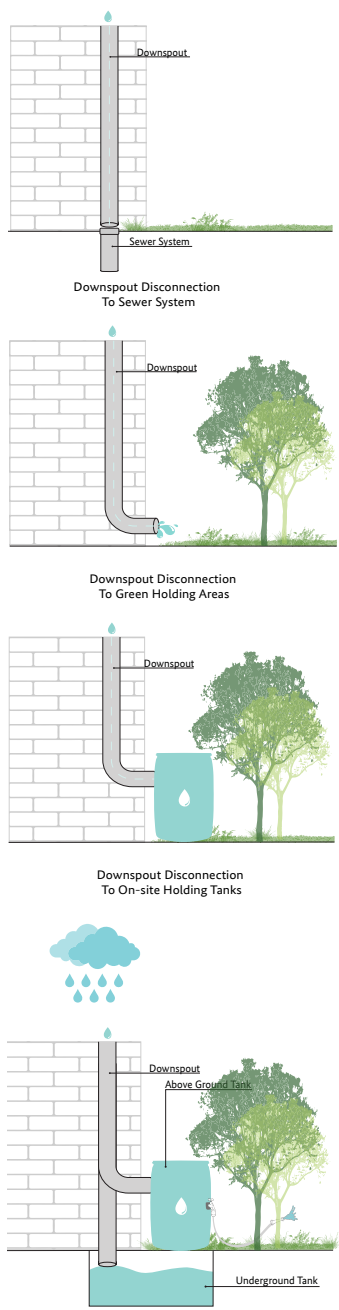 Downspout
Sewer System
Downspout Disconnection
To Sewer System
Downspout
Downspout Disconnection
To Green Holding Areas
Downspout
Downspout Disconnection
To On-site Holding Tanks
Downspout
Above Ground Tank
Underground Tank